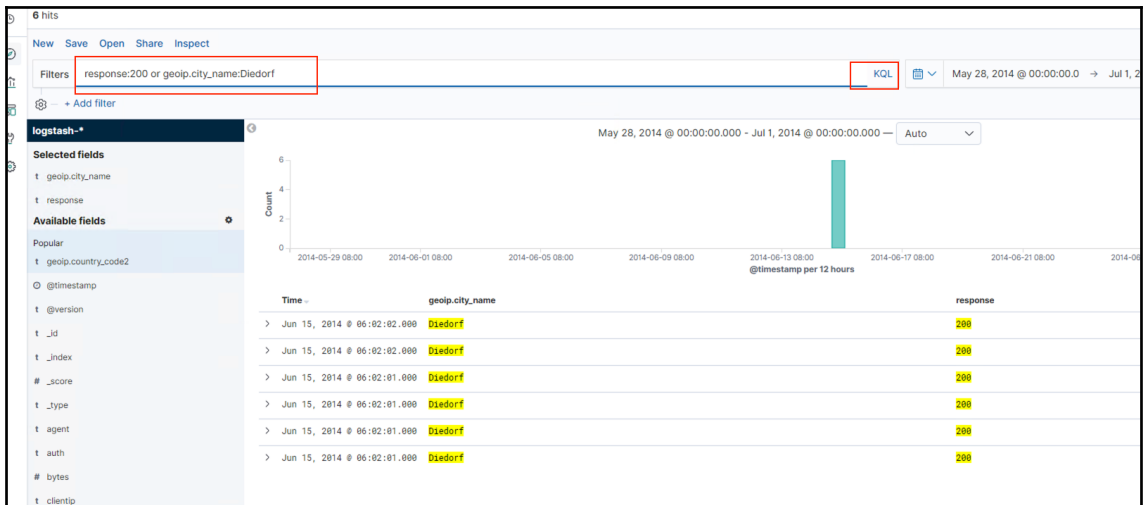 6 hits
New Save Open Share Inspect
Filters response:200 or geoip.city_name:Diedorf KQL May 28, 2014 @ 00:00:00.0 → Jul 1, 2
+ Add filter
logstash-*
May 28, 2014 @ 00:00:00.000 - Jul 1, 2014 @ 00:00:00.000 — Auto
Selected fields
t geoip.city_name
t response
Available fields
Popular
t geoip.country_code2
@timestamp
t @version
t _id
t _index
# _score
t _type
t agent
t auth
# bytes
t clientip
Count
6
4
2
0
2014-05-29 08:00 2014-06-01 08:00 2014-06-05 08:00 2014-06-09 08:00 2014-06-13 08:00 2014-06-17 08:00 2014-06-21 08:00 2014-06
@timestamp per 12 hours
Time geoip.city_name response
> Jun 15, 2014 @ 06:02:02.000 Diedorf 200
> Jun 15, 2014 @ 06:02:02.000 Diedorf 200
> Jun 15, 2014 @ 06:02:01.000 Diedorf 200
> Jun 15, 2014 @ 06:02:01.000 Diedorf 200
> Jun 15, 2014 @ 06:02:01.000 Diedorf 200
> Jun 15, 2014 @ 06:02:01.000 Diedorf 200